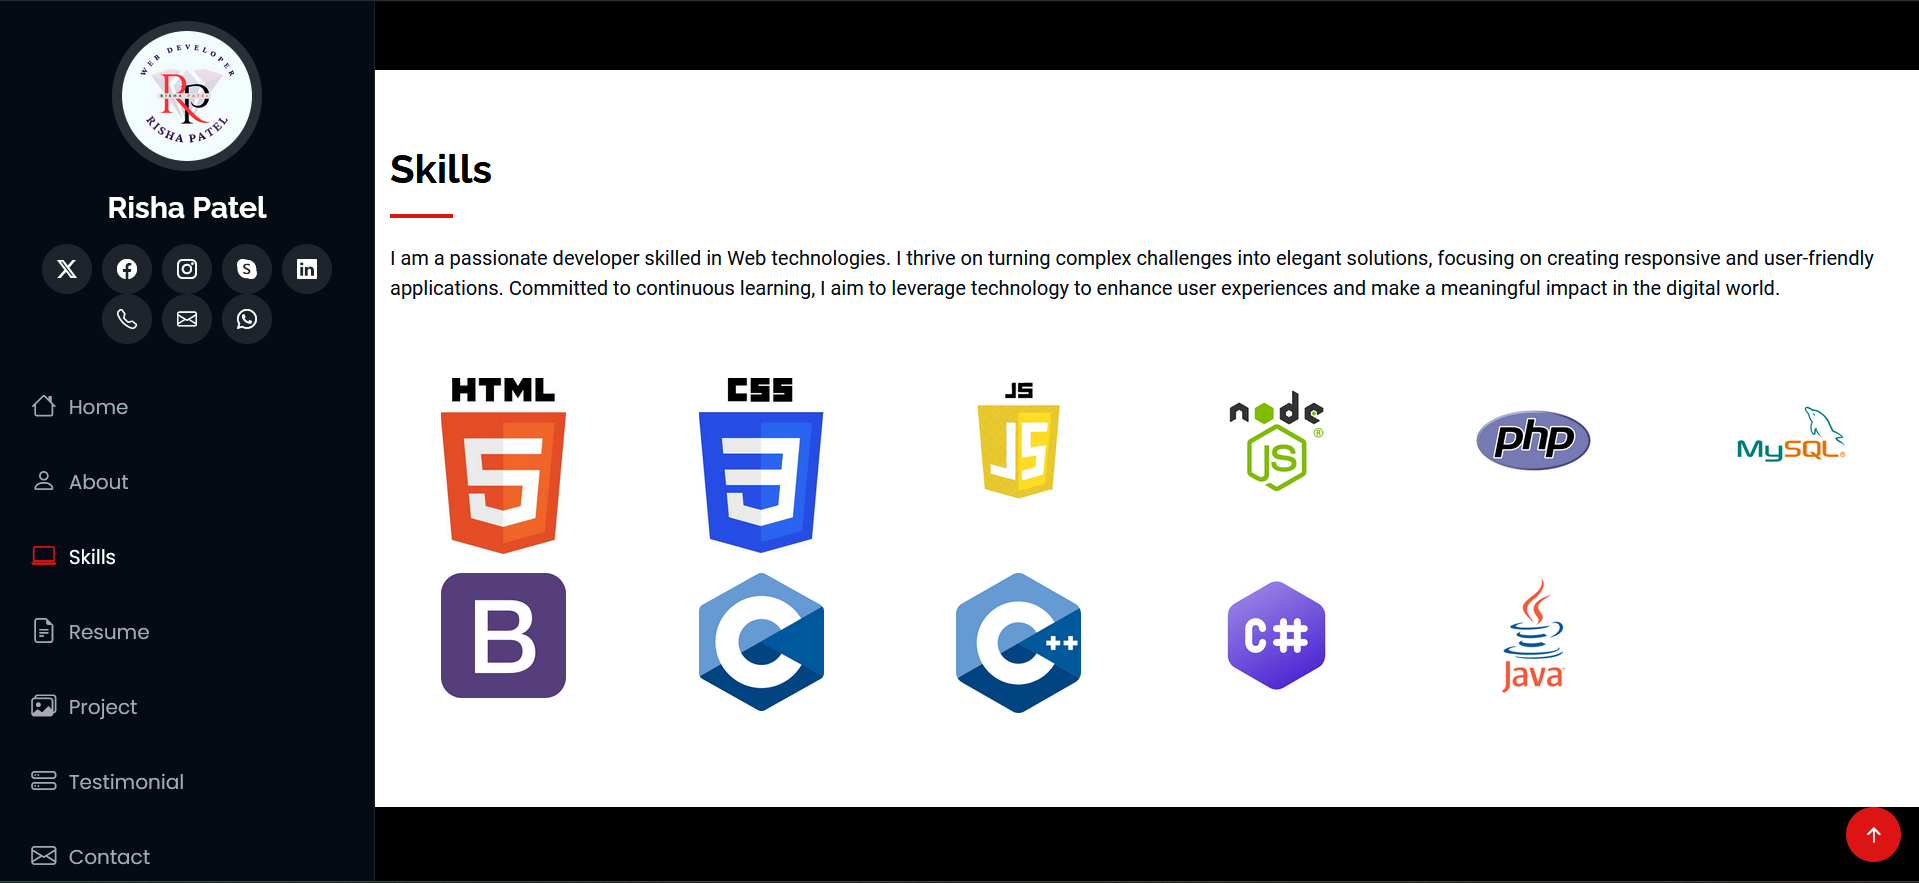 WEB DEVELOPER
RP
RISHA PATEL
RISHA PATEL
Risha Patel
Home
About
Skills
Resume
Project
Testimonial
Contact
Skills
I am a passionate developer skilled in Web technologies. I thrive on turning complex challenges into elegant solutions, focusing on creating responsive and user-friendly
applications. Committed to continuous learning, I aim to leverage technology to enhance user experiences and make a meaningful impact in the digital world.
HTML
5
CSS
3
JS
JS
node
JS
php
MySQL
B
C
C++
C#
Java